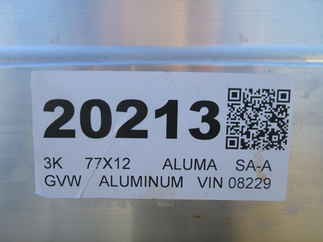 20213
3K 77X12 ALUMA SA-A
GVW ALUMINUM VIN 08229